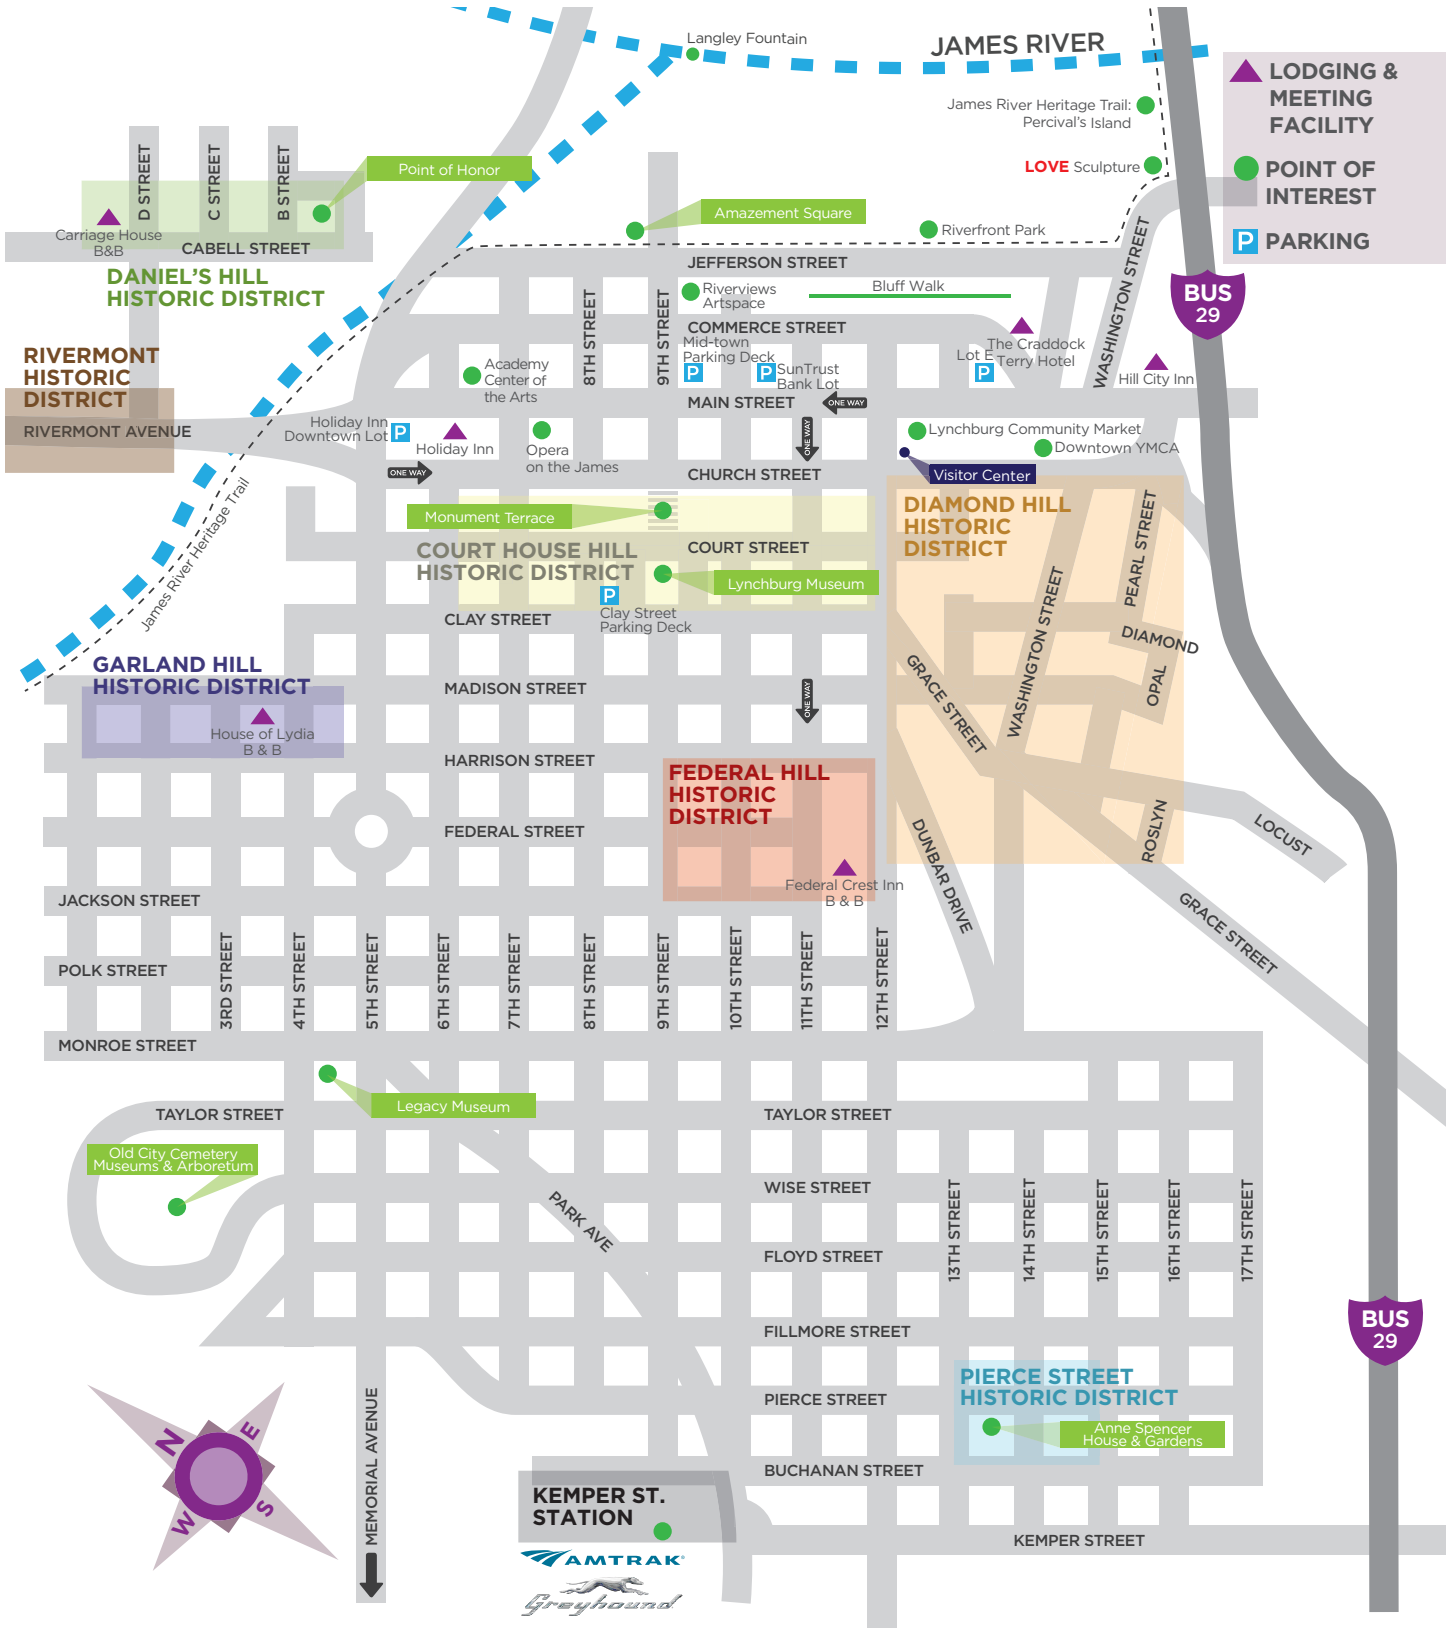 Langley Fountain
JAMES RIVER
LODGING &
MEETING
FACILITY
POINT OF
INTEREST
P PARKING
James River Heritage Trail:
Percival's Island
LOVE Sculpture
D STREET
C STREET
B STREET
Point of Honor
Carriage House
B&B
CABELL STREET
DANIEL'S HILL
HISTORIC DISTRICT
Amazement Square
Riverfront Park
JEFFERSON STREET
WASHINGTON STREET
BUS
29
Riverviews
Artspace
Bluff Walk
8TH STREET
9TH STREET
COMMERCE STREET
Mid-town
Parking Deck
P
P SunTrust
Bank Lot
The Craddock
Terry Hotel
Lot E
P
Hill City Inn
RIVERMONT
HISTORIC
DISTRICT
RIVERMONT AVENUE
Academy
Center of
the Arts
MAIN STREET
ONE WAY
Holiday Inn
Downtown Lot P
Holiday Inn
Opera
on the James
ONE WAY
ONE WAY
Lynchburg Community Market
Downtown YMCA
Visitor Center
CHURCH STREET
James River Heritage Trail
Monument Terrace
COURT HOUSE HILL
HISTORIC DISTRICT
COURT STREET
Lynchburg Museum
DIAMOND HILL
HISTORIC
DISTRICT
PEARL STREET
P
Clay Street
Parking Deck
CLAY STREET
WASHINGTON STREET
DIAMOND
OPAL
GRACE STREET
GARLAND HILL
HISTORIC DISTRICT
MADISON STREET
ONE WAY
House of Lydia
B & B
HARRISON STREET
FEDERAL HILL
HISTORIC
DISTRICT
FEDERAL STREET
Federal Crest Inn
B & B
DUNBAR DRIVE
ROSLYN
LOCUST
GRACE STREET
JACKSON STREET
POLK STREET
3RD STREET
4TH STREET
5TH STREET
6TH STREET
7TH STREET
8TH STREET
9TH STREET
10TH STREET
11TH STREET
12TH STREET
MONROE STREET
Legacy Museum
TAYLOR STREET
TAYLOR STREET
Old City Cemetery
Museums & Arboretum
WISE STREET
PARK AVE
13TH STREET
14TH STREET
15TH STREET
16TH STREET
17TH STREET
FLOYD STREET
FILLMORE STREET
BUS
29
PIERCE STREET
HISTORIC DISTRICT
PIERCE STREET
Anne Spencer
House & Gardens
N
E
S
W
MEMORIAL AVENUE
BUCHANAN STREET
KEMPER ST.
STATION
KEMPER STREET
AMTRAK
Greyhound